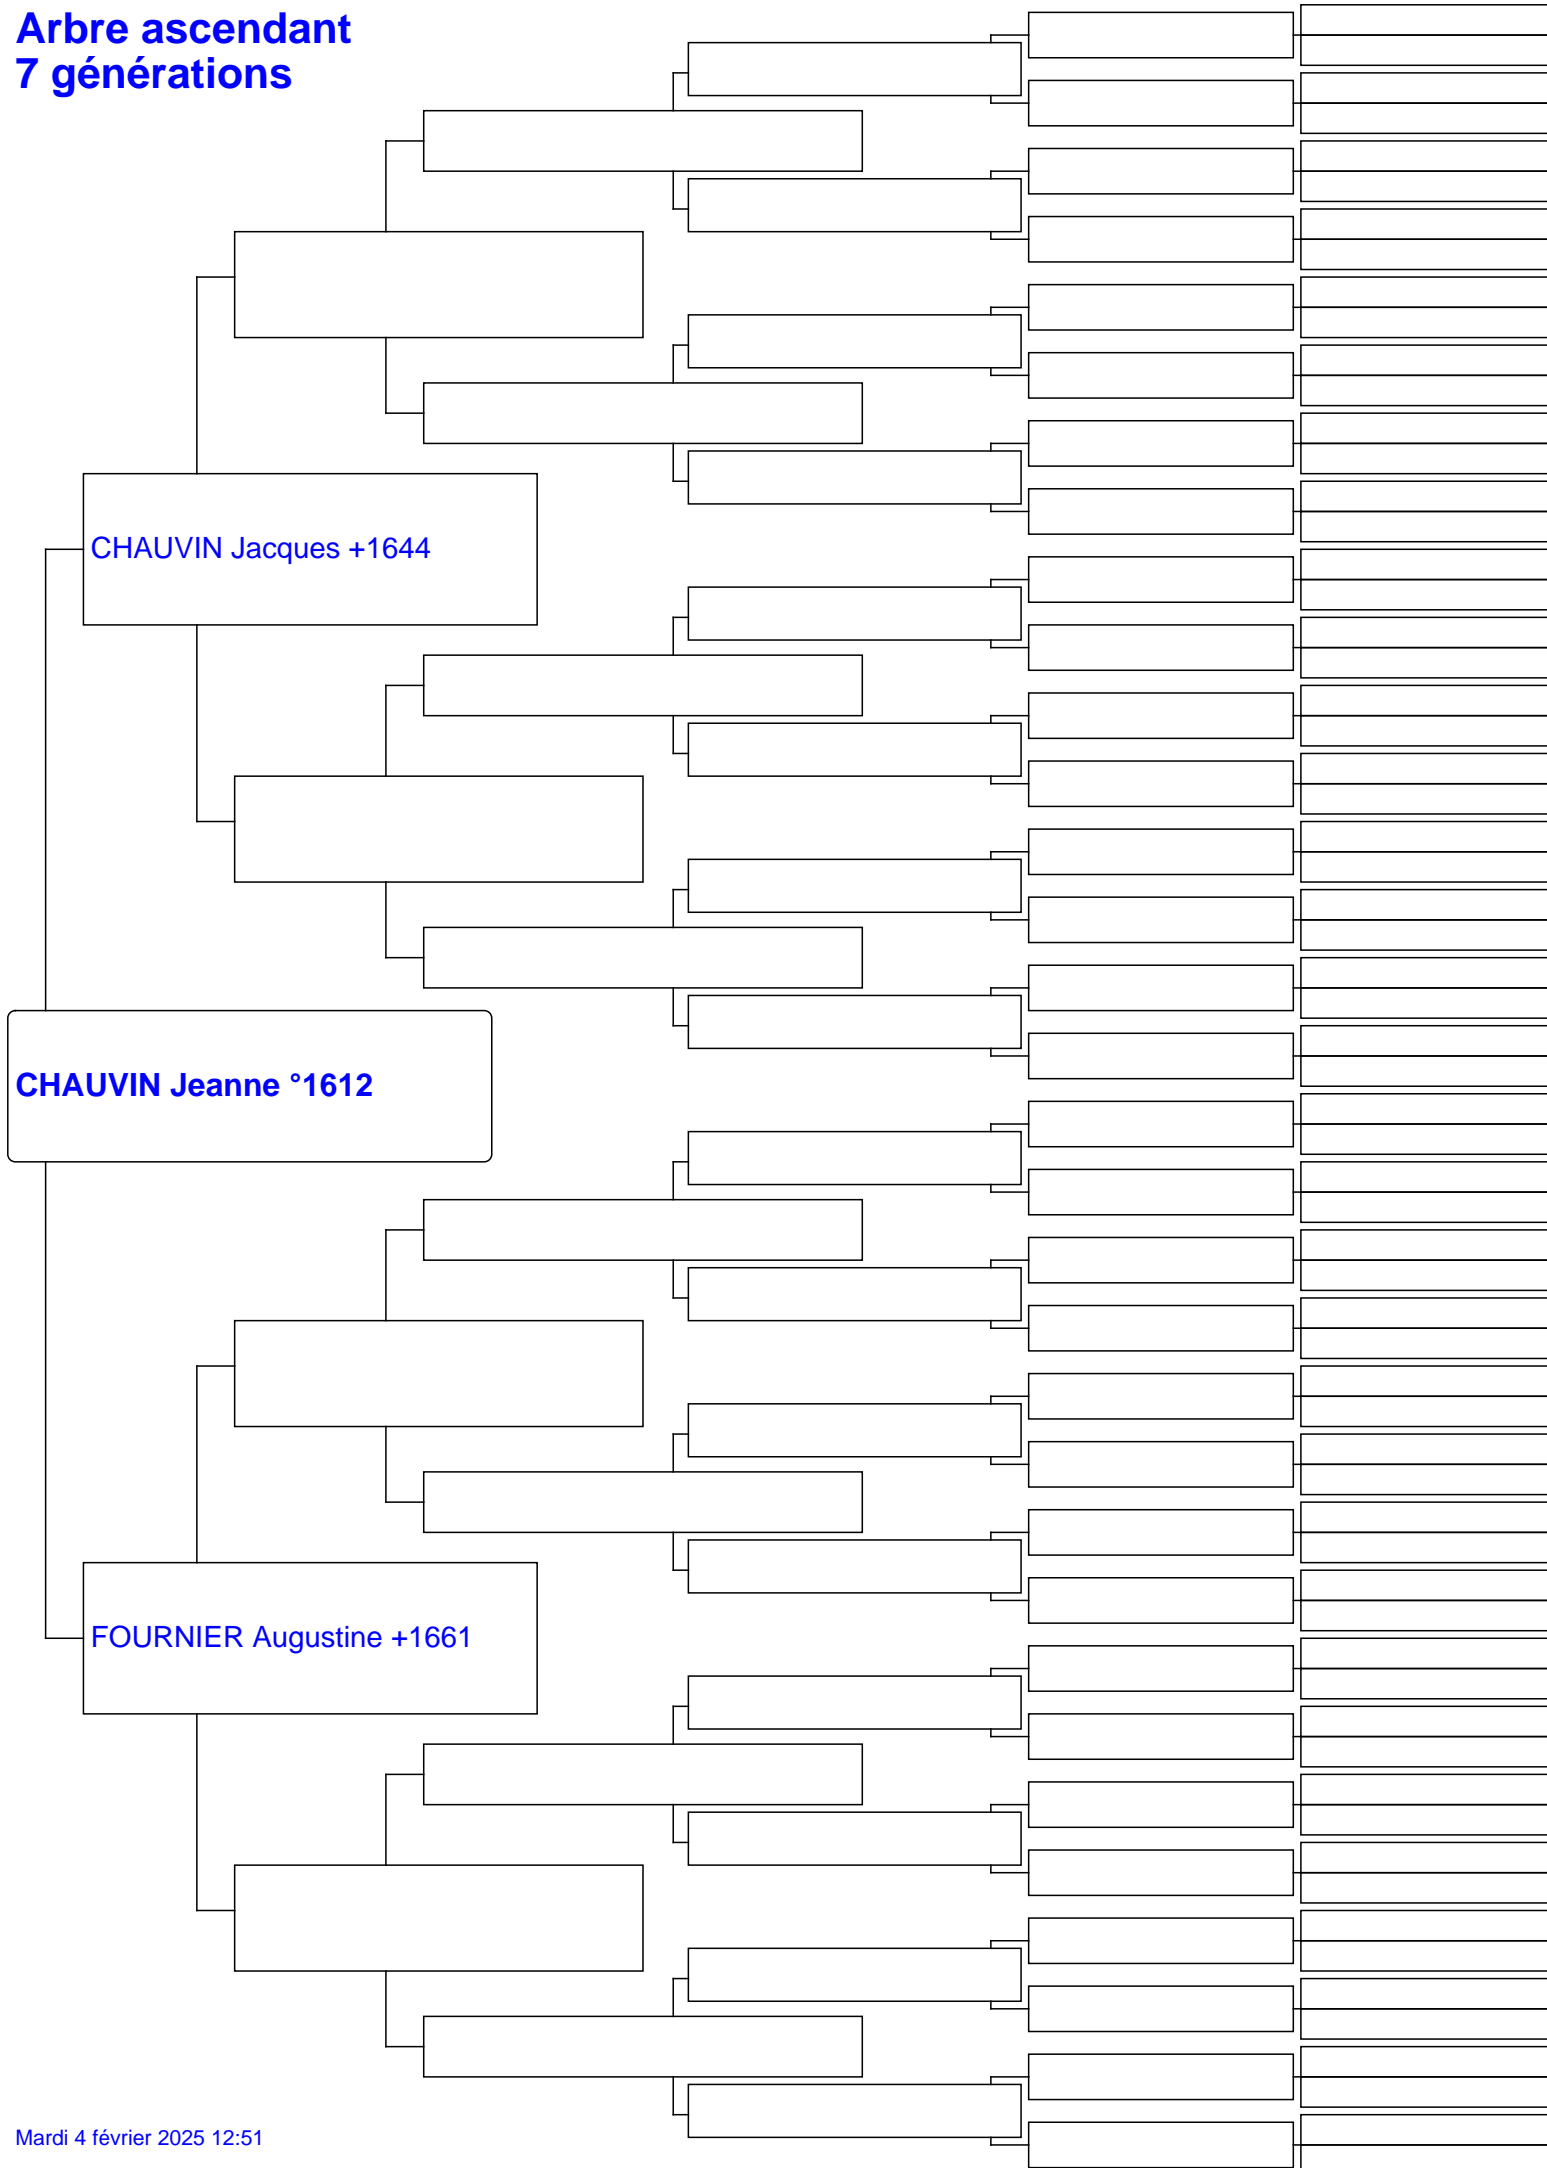 Arbre ascendant
7 générations
CHAUVIN Jacques +1644
CHAUVIN Jeanne °1612
FOURNIER Augustine +1661
Mardi 4 février 2025 12:51